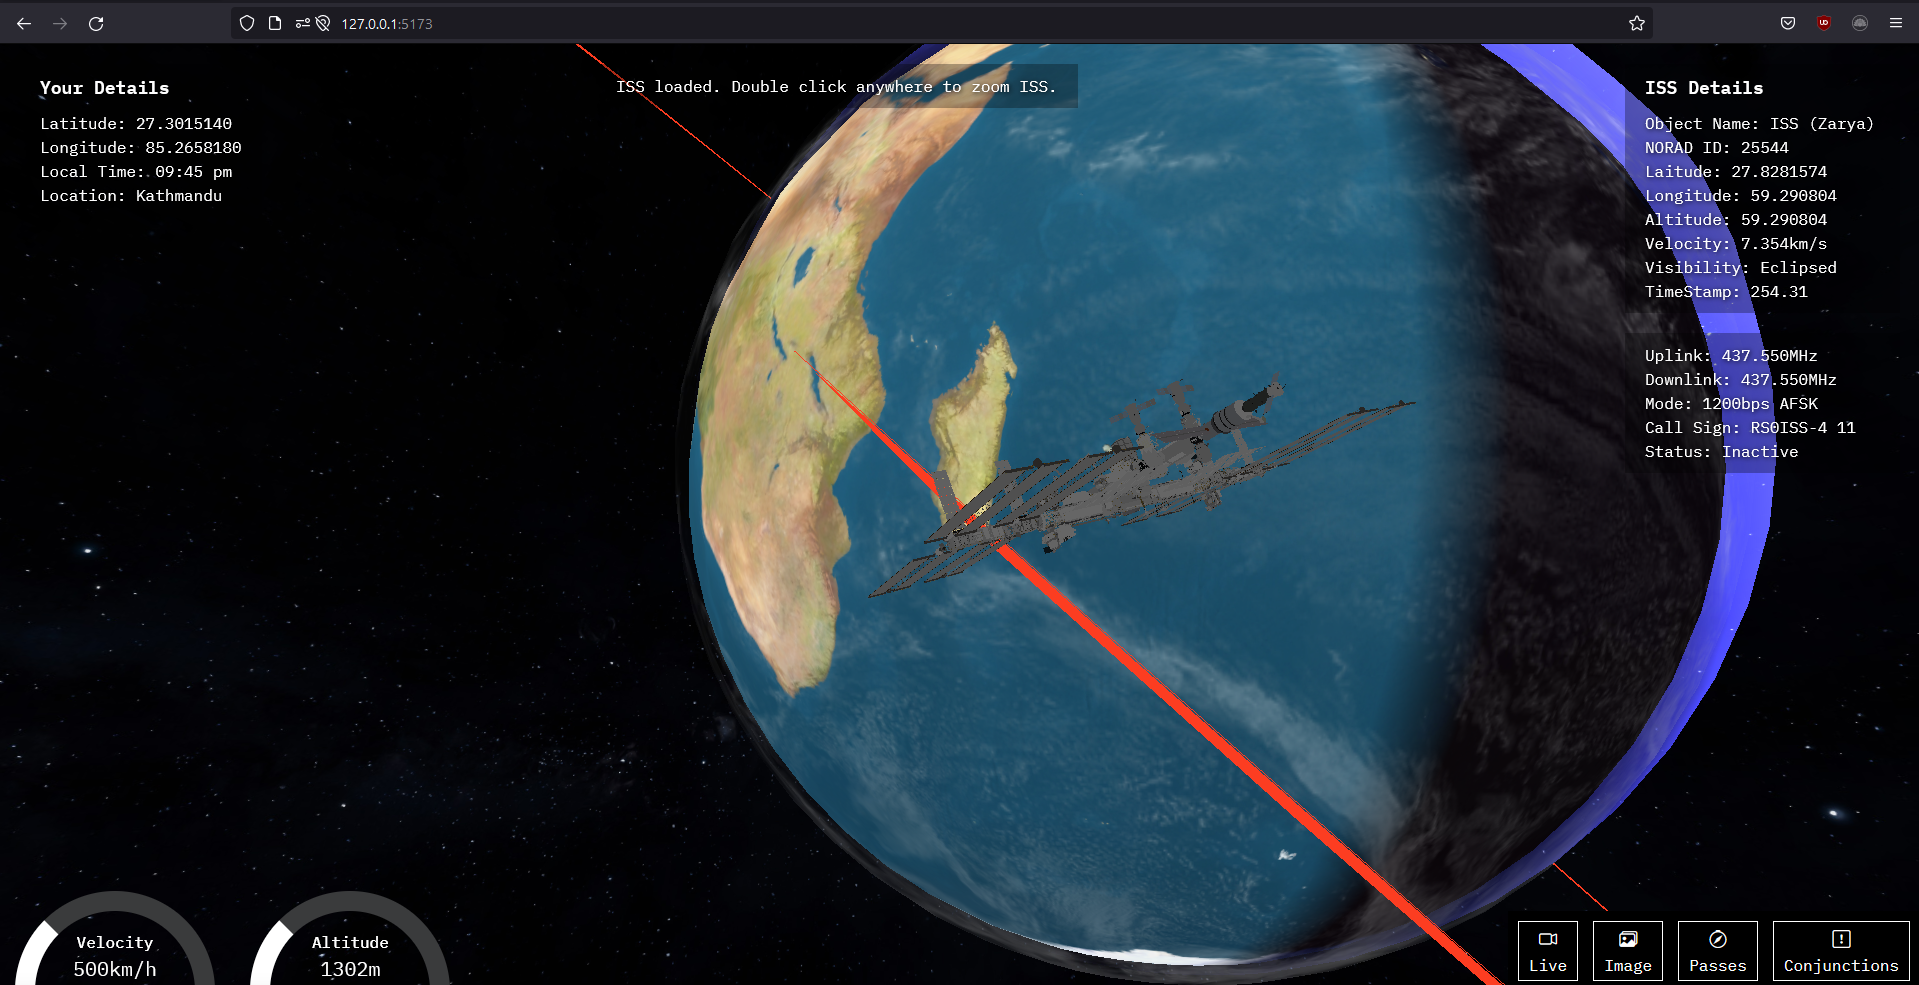 127.0.0.1:5173
Your Details
Latitude: 27.3015140
Longitude: 85.2658180
Local Time: 09:45 pm
Location: Kathmandu
ISS loaded. Double click anywhere to zoom ISS.
ISS Details
Object Name: ISS (Zarya)
NORAD ID: 25544
Laitude: 27.8281574
Longitude: 59.290804
Altitude: 59.290804
Velocity: 7.354km/s
Visibility: Eclipsed
TimeStamp: 254.31
Uplink: 437.550MHz
Downlink: 437.550MHz
Mode: 1200bps AFSK
Call Sign: RS0ISS-4 11
Status: Inactive
Velocity
500km/h
Altitude
1302m
Live
Image
Passes
Conjunctions